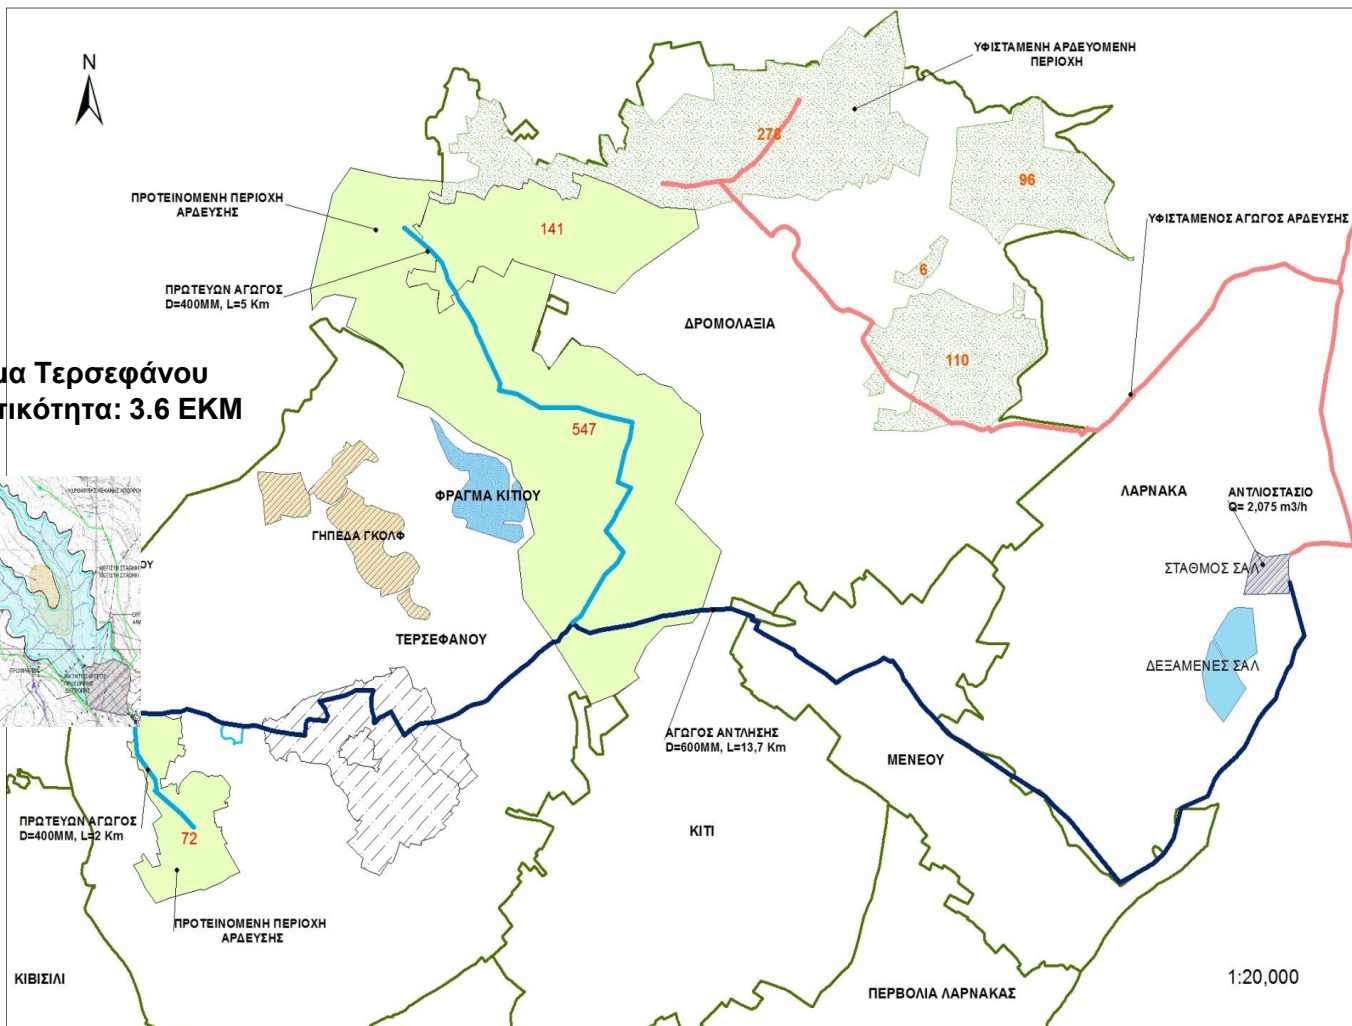 N
ΥΦΙΣΤΑΜΕΝΗ ΑΡΔΕΥΟΜΕΝΗ
ΠΕΡΙΟΧΗ
278
96
ΠΡΟΤΕΙΝΟΜΕΝΗ ΠΕΡΙΟΧΗ
ΑΡΔΕΥΣΗΣ
141
ΥΦΙΣΤΑΜΕΝΟΣ ΑΓΩΓΟΣ ΑΡΔΕΥΣΗΣ
6
ΠΡΩΤΕΥΩΝ ΑΓΩΓΟΣ
D=400MM, L=5 Km
ΔΡΟΜΟΛΑΞΙΑ
110
μα Τερσεφάνου
τικότητα: 3.6 ΕΚΜ
547
ΦΡΑΓΜΑ ΚΙΤΙΟΥ
ΛΑΡΝΑΚΑ
ΑΝΤΛΙΟΣΤΑΣΙΟ
Q= 2,075 m3/h
ΓΗΠΕΔΑ ΓΚΟΛΦ
ΣΤΑΘΜΟΣ ΣΑΛ
ΟΥ
ΤΕΡΣΕΦΑΝΟΥ
ΔΕΞΑΜΕΝΕΣ ΣΑΛ
ΑΓΩΓΟΣ ΑΝΤΛΗΣΗΣ
D=600MM, L=13,7 Km
ΜΕΝΕΟΥ
ΠΡΩΤΕΥΩΝ ΑΓΩΓΟΣ
D=400MM, L=2 Km
72
ΚΙΤΙ
ΠΡΟΤΕΙΝΟΜΕΝΗ ΠΕΡΙΟΧΗ
ΑΡΔΕΥΣΗΣ
ΚΙΒΙΣΙΛΙ
ΠΕΡΒΟΛΙΑ ΛΑΡΝΑΚΑΣ
1:20,000